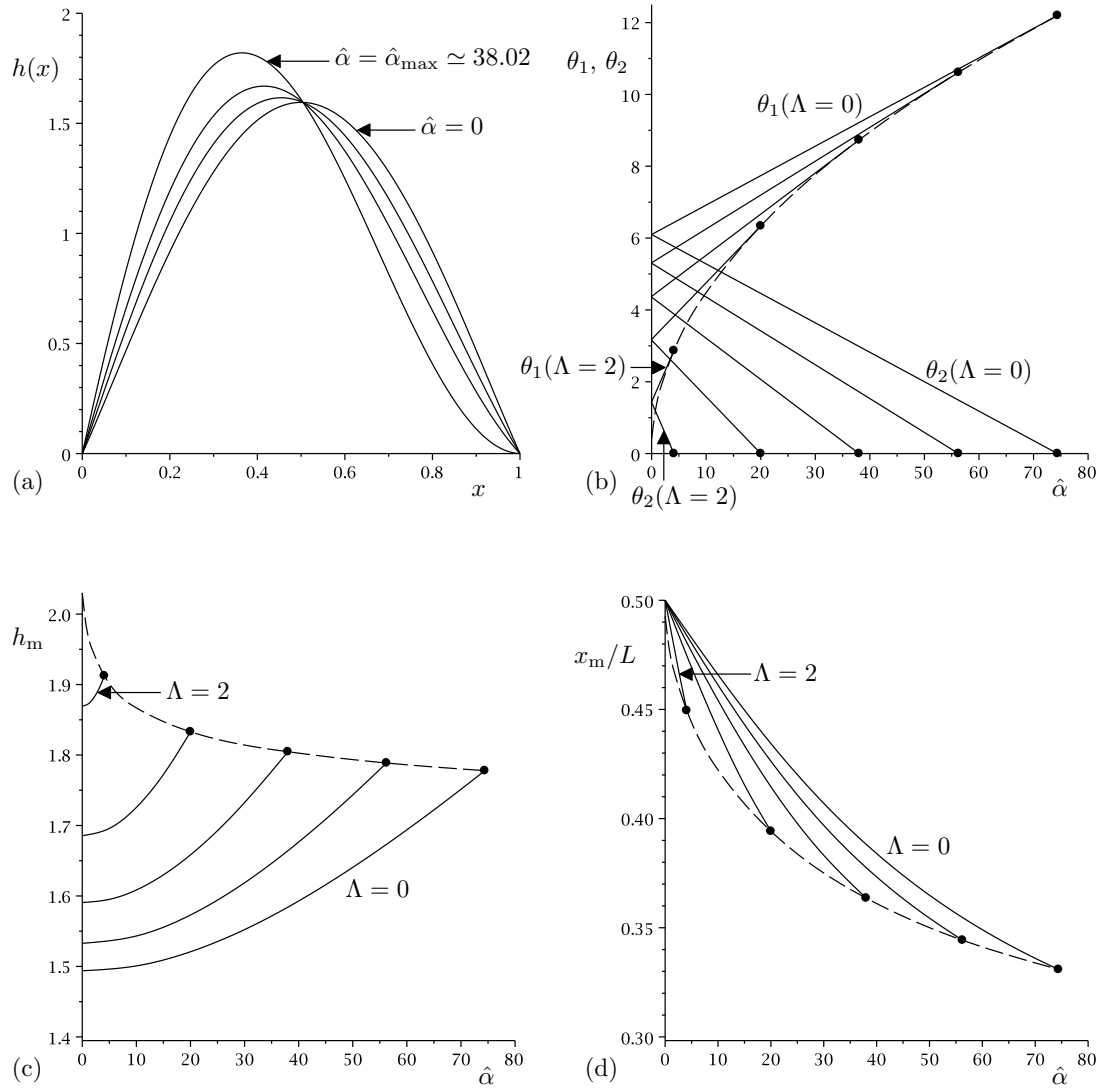 2
h(x)
α̂ = α̂max ≃ 38.02
1.5
α̂ = 0
1
0.5
0
0 0.2 0.4 0.6 0.8 1
(a) x
12
θ1, θ2
10
θ1(Λ = 0)
8
6
4
θ1(Λ = 2)
θ2(Λ = 0)
2
0
0 10 20 30 40 50 60 70 80
(b) θ2(Λ = 2) α̂
2.0
hm
1.9
Λ = 2
1.8
1.7
1.6
Λ = 0
1.5
1.4
0 10 20 30 40 50 60 70 80
(c) α̂
0.50
xm/L
Λ = 2
0.45
0.40
Λ = 0
0.35
0.30
0 10 20 30 40 50 60 70 80
(d) α̂